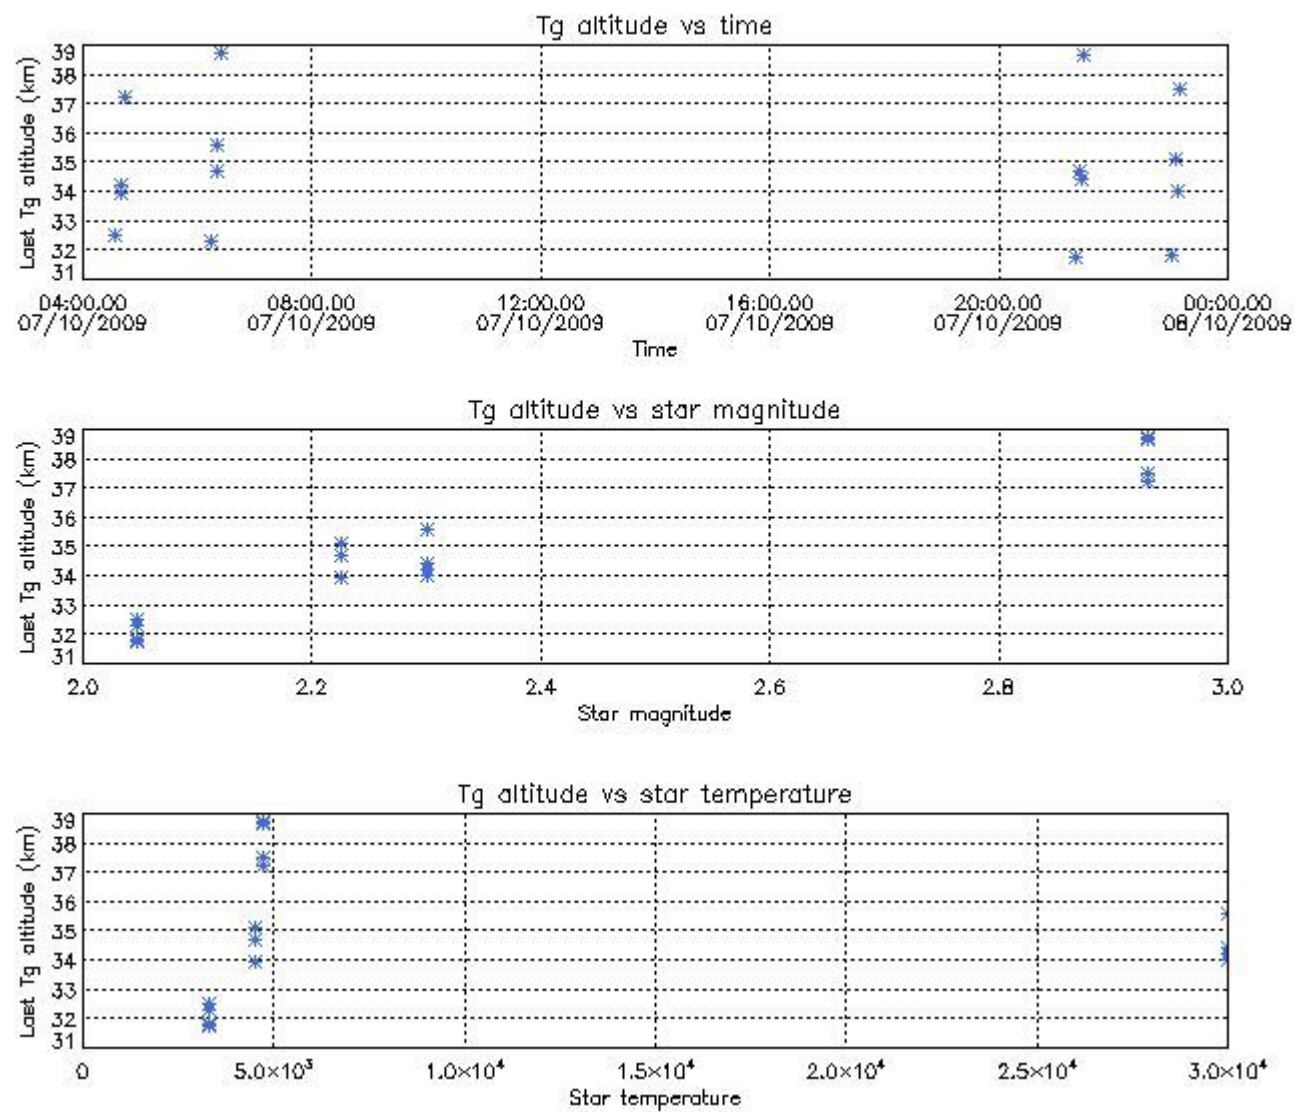 Tg altitude vs time
Last Tg altitude (km)
39
38
37
36
35
34
33
32
31
04:00.00 08:00.00 12:00.00 16:00.00 20:00.00 00:00.00
07/10/2009 07/10/2009 07/10/2009 07/10/2009 07/10/2009 08/10/2009
Time
Tg altitude vs star magnitude
Last Tg altitude (km)
39
38
37
36
35
34
33
32
31
2.0 2.2 2.4 2.6 2.8 3.0
Star magnitude
Tg altitude vs star temperature
Last Tg altitude (km)
39
38
37
36
35
34
33
32
31
0 5.0×10³ 1.0×10⁴ 1.5×10⁴ 2.0×10⁴ 2.5×10⁴ 3.0×10⁴
Star temperature